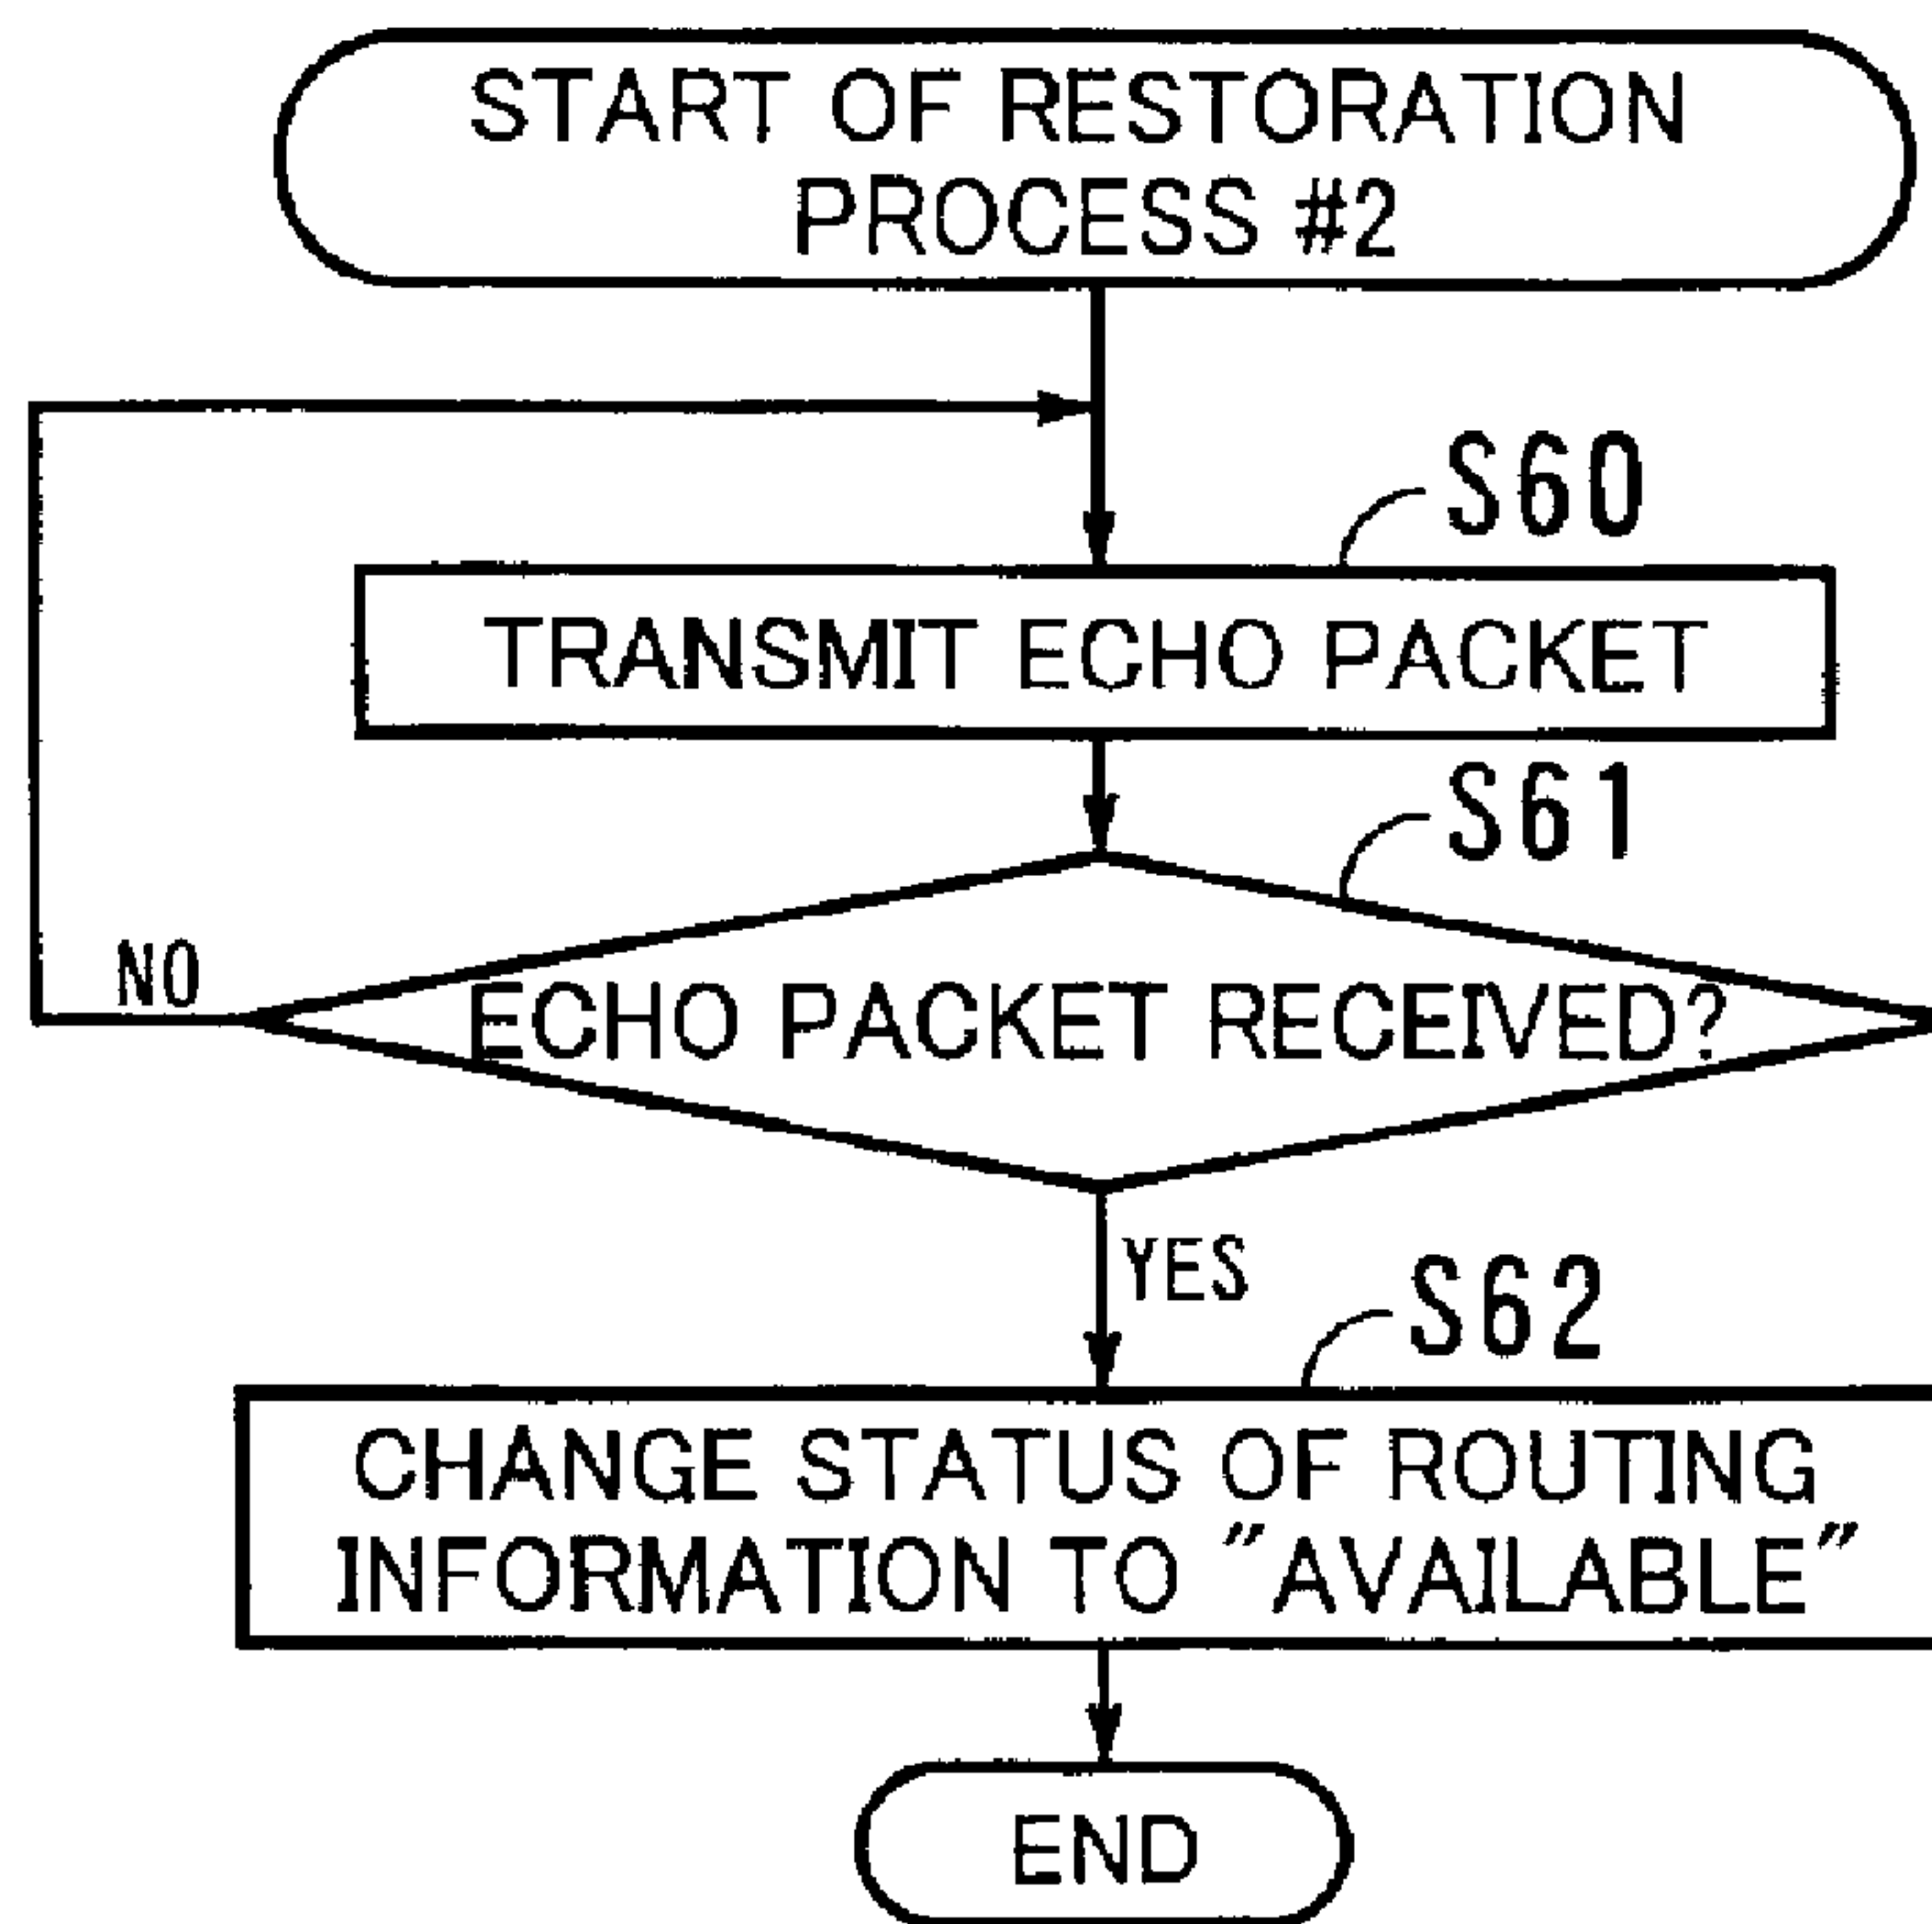 START OF RESTORATION
PROCESS #2
S60
TRANSMIT ECHO PACKET
S61
NO
ECHO PACKET RECEIVED?
YES
S62
CHANGE STATUS OF ROUTING
INFORMATION TO "AVAILABLE"
END